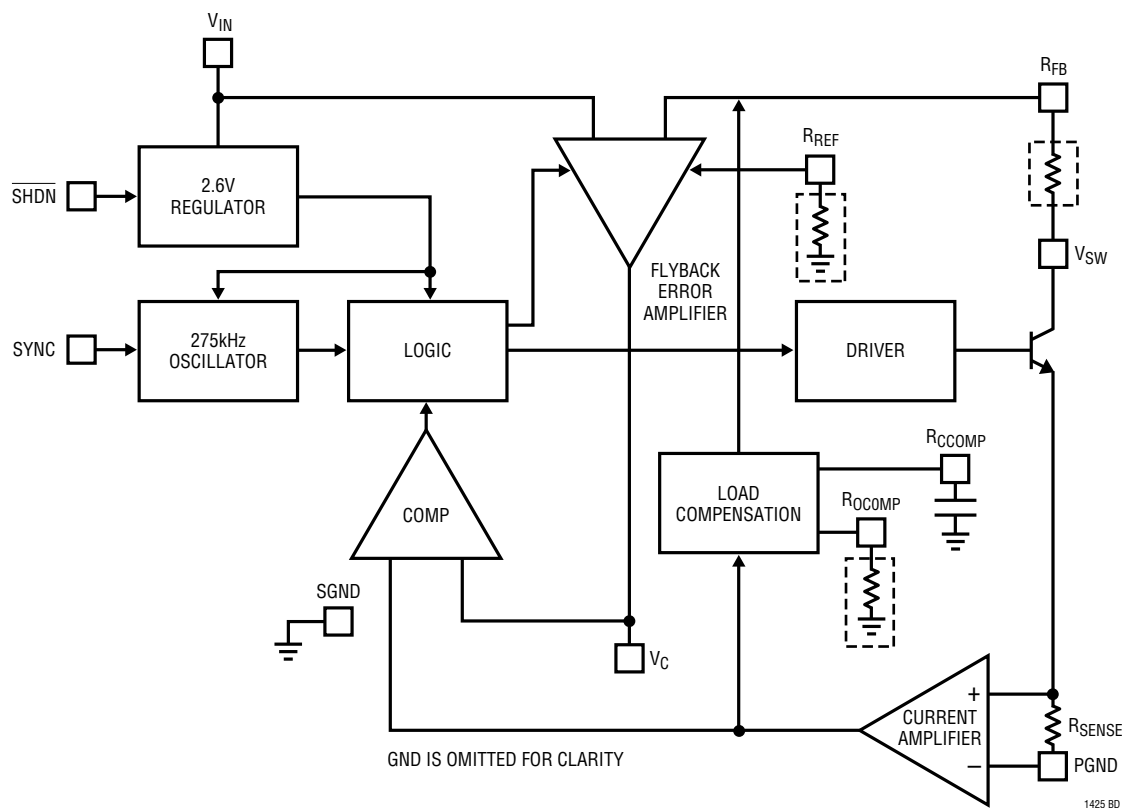 VIN
RFB
RREF
SHDN
2.6V
REGULATOR
VSW
FLYBACK
ERROR
AMPLIFIER
SYNC
275kHz
OSCILLATOR
LOGIC
DRIVER
RCCOMP
LOAD
COMPENSATION
ROCOMP
COMP
SGND
VC
+
CURRENT
AMPLIFIER
–
RSENSE
PGND
GND IS OMITTED FOR CLARITY
1425 BD